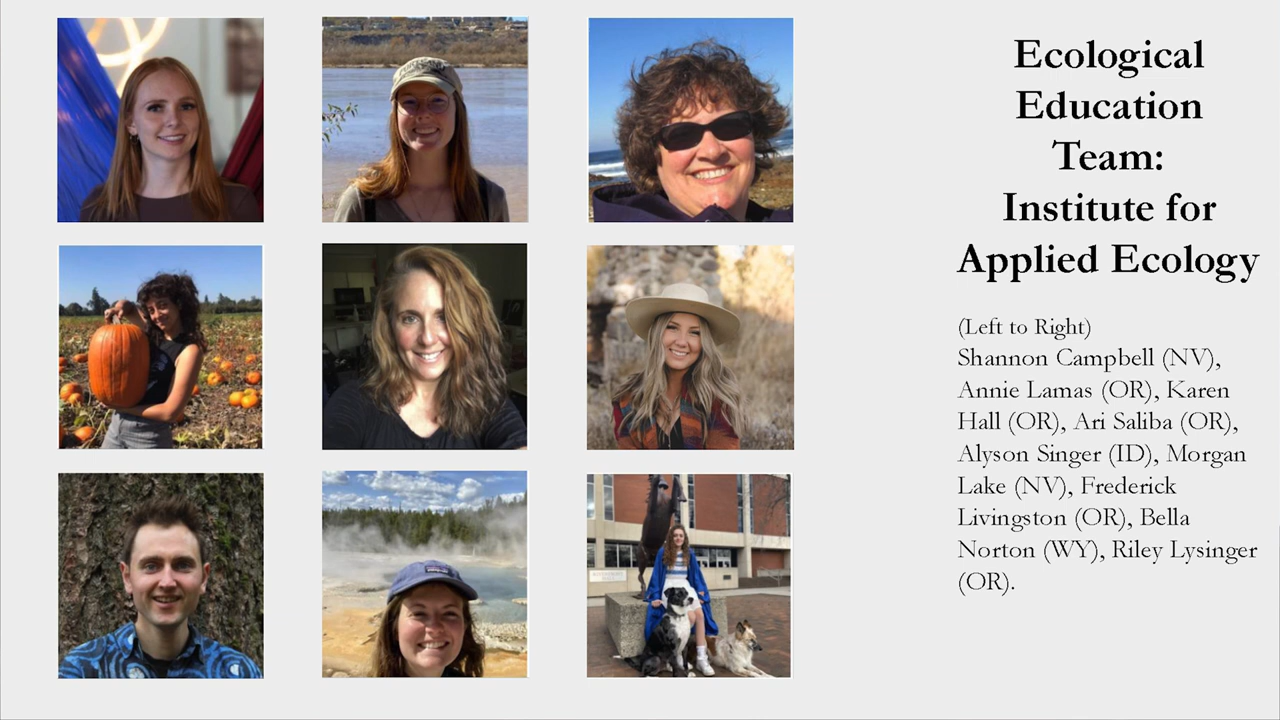 Ecological
Education
Team:
Institute for
Applied Ecology
(Left to Right)
Shannon Campbell (NV),
Annie Lamas (OR), Karen
Hall (OR), Ari Saliba (OR),
Alyson Singer (ID), Morgan
Lake (NV), Frederick
Livingston (OR), Bella
Norton (WY), Riley Lysinger
(OR).